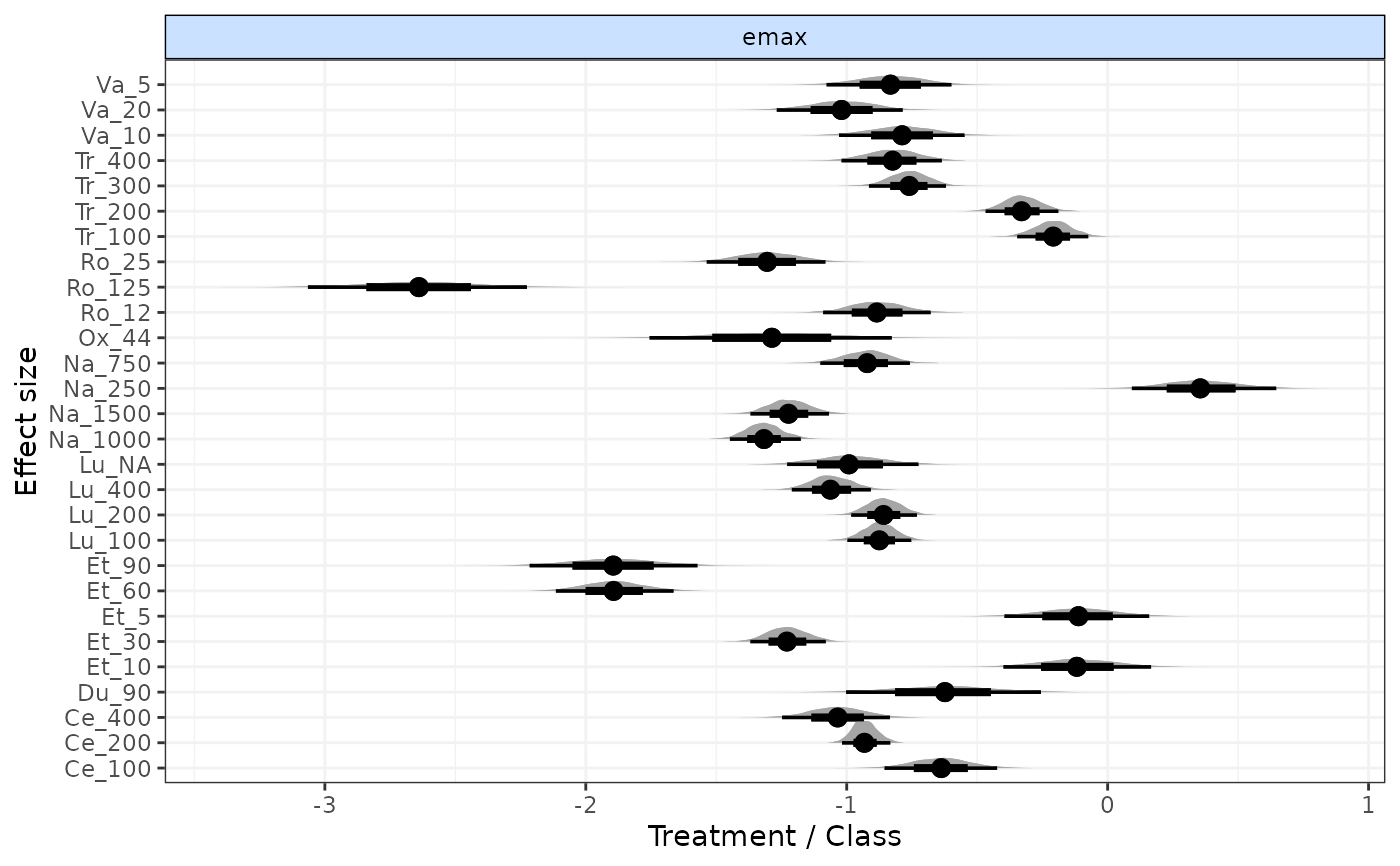 emax
Va_5
Va_20
Va_10
Tr_400
Tr_300
Tr_200
Tr_100
Ro_25
Ro_125
Ro_12
Ox_44
Na_750
Na_250
Na_1500
Na_1000
Lu_NA
Lu_400
Lu_200
Lu_100
Et_90
Et_60
Et_5
Et_30
Et_10
Du_90
Ce_400
Ce_200
Ce_100
Effect size
-3 -2 -1 0 1
Treatment / Class